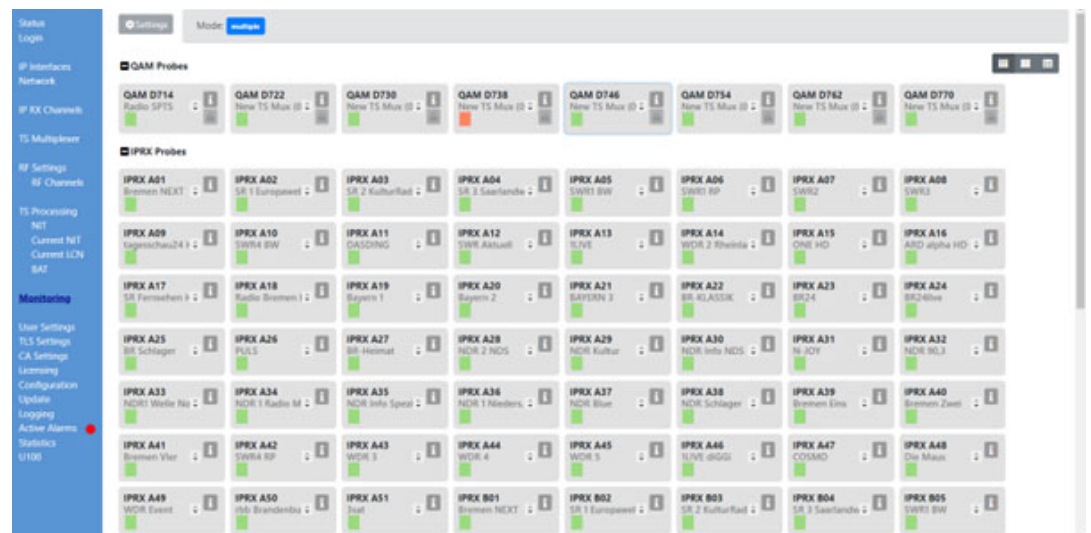 Status
Login
IP Interfaces
Network
IP RX Channels
TS Multiplexer
RF Settings
RF Channels
TS Processing
NIT
Current NIT
Current LCN
BAT
Monitoring
User Settings
TLS Settings
CA Settings
Licensing
Configuration
Update
Logging
Active Alarms
Statistics
U100
Settings
Mode: multiple
QAM Probes
QAM D714
Radio SPTS
QAM D722
New TS Mux (0
QAM D730
New TS Mux (0
QAM D738
New TS Mux (0
QAM D746
New TS Mux (0
QAM D754
New TS Mux (0
QAM D762
New TS Mux (0
QAM D770
New TS Mux (0
IPRX Probes
IPRX A01
Bremen NEXT
IPRX A02
SR 1 Europawel
IPRX A03
SR 2 KulturRad
IPRX A04
SR 3 Saarlandw
IPRX A05
SWR1 BW
IPRX A06
SWR1 RP
IPRX A07
SWR2
IPRX A08
SWR3
IPRX A09
tagesschau24 H
IPRX A10
SWR4 BW
IPRX A11
DASDING
IPRX A12
SWR Aktuell
IPRX A13
1LIVE
IPRX A14
WDR 2 Rheinla
IPRX A15
ONE HD
IPRX A16
ARD alpha HD
IPRX A17
SR Fernsehen H
IPRX A18
Radio Bremen
IPRX A19
Bayern 1
IPRX A20
Bayern 2
IPRX A21
BAYERN 3
IPRX A22
BR-KLASSIK
IPRX A23
BR24
IPRX A24
BR24live
IPRX A25
BR Schlager
IPRX A26
PULS
IPRX A27
BR-Heimat
IPRX A28
NDR 2 NDS
IPRX A29
NDR Kultur
IPRX A30
NDR Info NDS
IPRX A31
N-JOY
IPRX A32
NDR 90,3
IPRX A33
NDR1 Welle No
IPRX A34
NDR 1 Radio M
IPRX A35
NDR Info Spezi
IPRX A36
NDR 1 Nieders.
IPRX A37
NDR Blue
IPRX A38
NDR Schlager
IPRX A39
Bremen Eins
IPRX A40
Bremen Zwei
IPRX A41
Bremen Vier
IPRX A42
SWR4 RP
IPRX A43
WDR 3
IPRX A44
WDR 4
IPRX A45
WDR 5
IPRX A46
1LIVE diGGi
IPRX A47
COSMO
IPRX A48
Die Maus
IPRX A49
WDR Event
IPRX A50
rbb Brandenbu
IPRX A51
3sat
IPRX B01
Bremen NEXT
IPRX B02
SR 1 Europawel
IPRX B03
SR 2 KulturRad
IPRX B04
SR 3 Saarlandw
IPRX B05
SWR1 BW